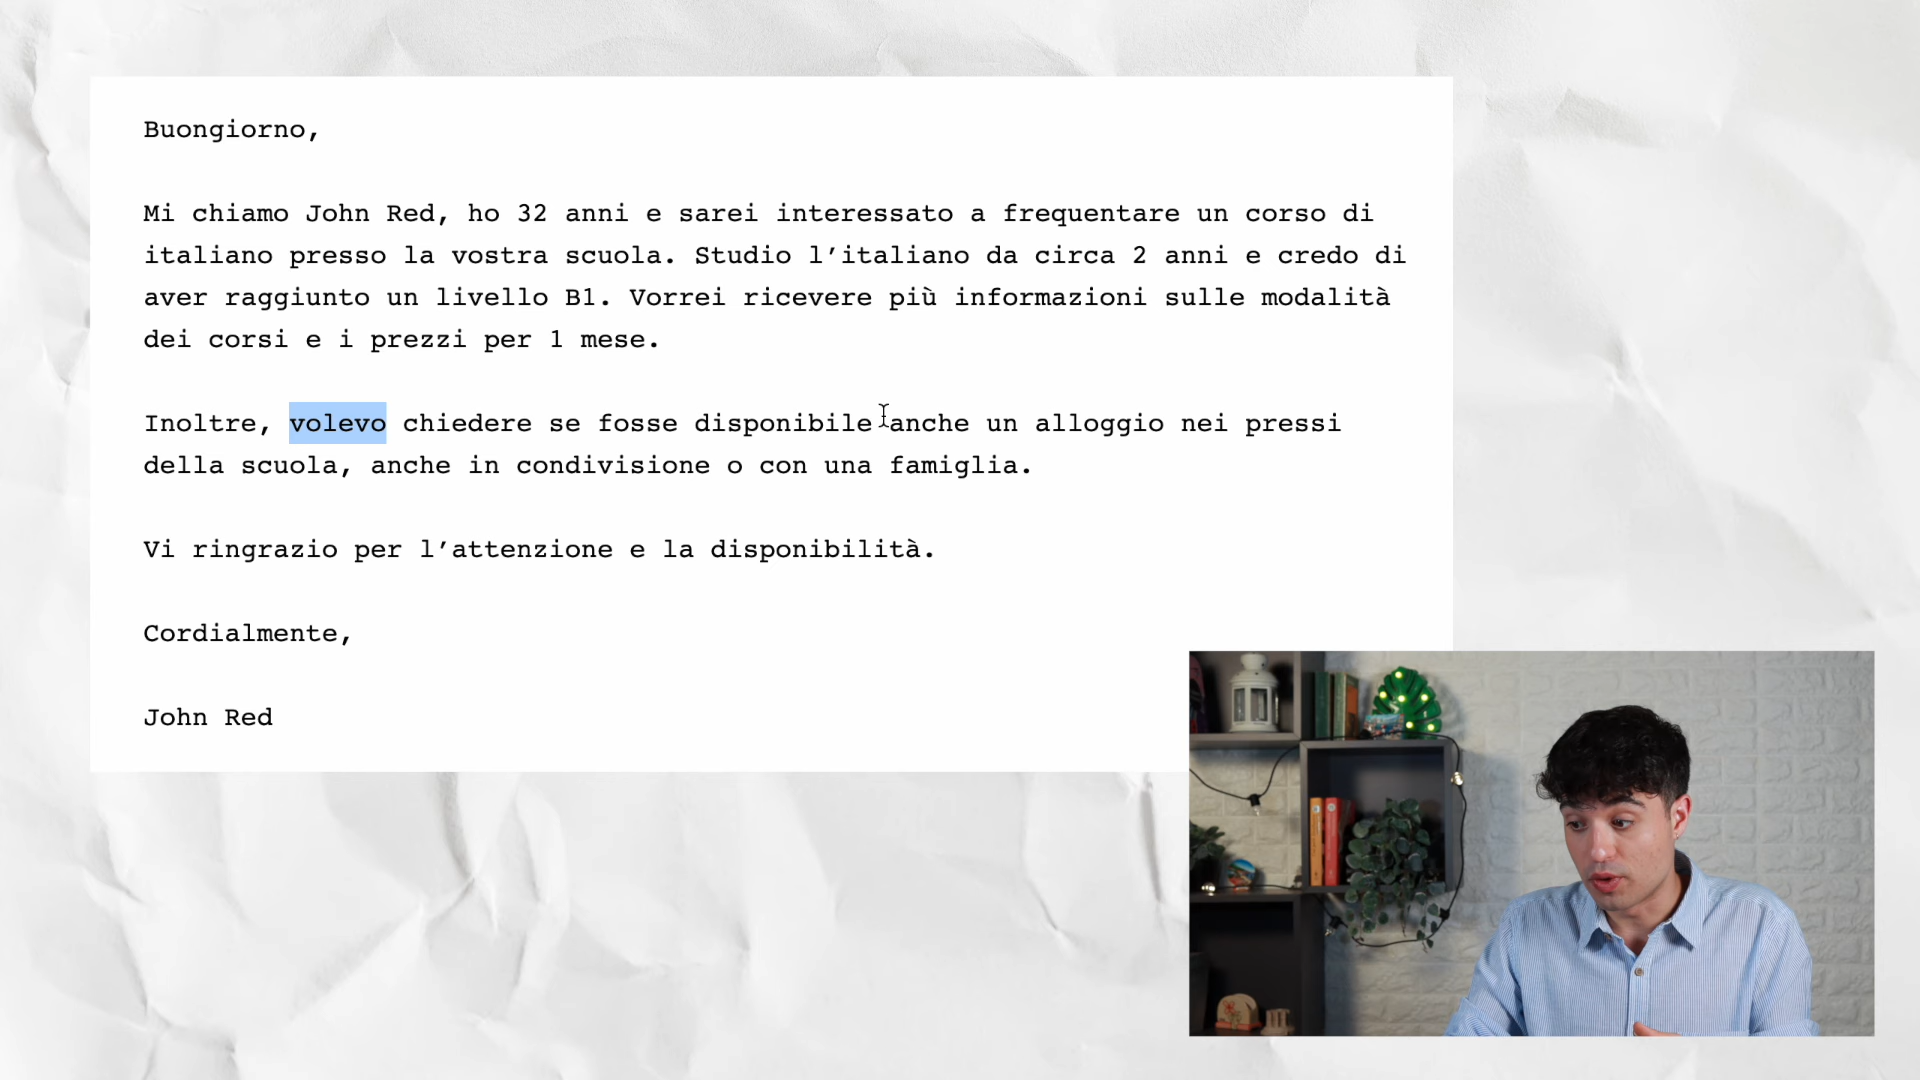 Buongiorno,
Mi chiamo John Red, ho 32 anni e sarei interessato a frequentare un corso di
italiano presso la vostra scuola. Studio l’italiano da circa 2 anni e credo di
aver raggiunto un livello B1. Vorrei ricevere più informazioni sulle modalità
dei corsi e i prezzi per 1 mese.
Inoltre, volevo chiedere se fosse disponibile anche un alloggio nei pressi
della scuola, anche in condivisione o con una famiglia.
Vi ringrazio per l’attenzione e la disponibilità.
Cordialmente,
John Red